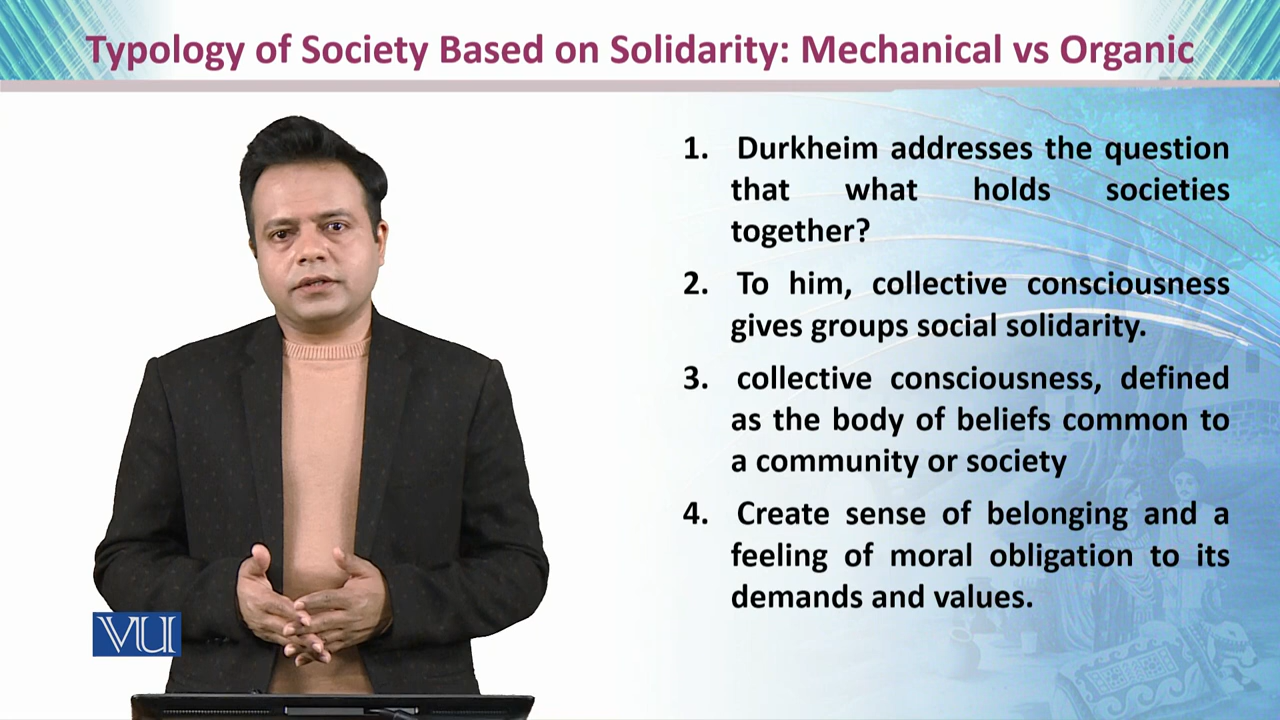 Typology of Society Based on Solidarity: Mechanical vs Organic
1. Durkheim addresses the question
that what holds societies
together?
2. To him, collective consciousness
gives groups social solidarity.
3. collective consciousness, defined
as the body of beliefs common to
a community or society
4. Create sense of belonging and a
feeling of moral obligation to its
demands and values.
VU